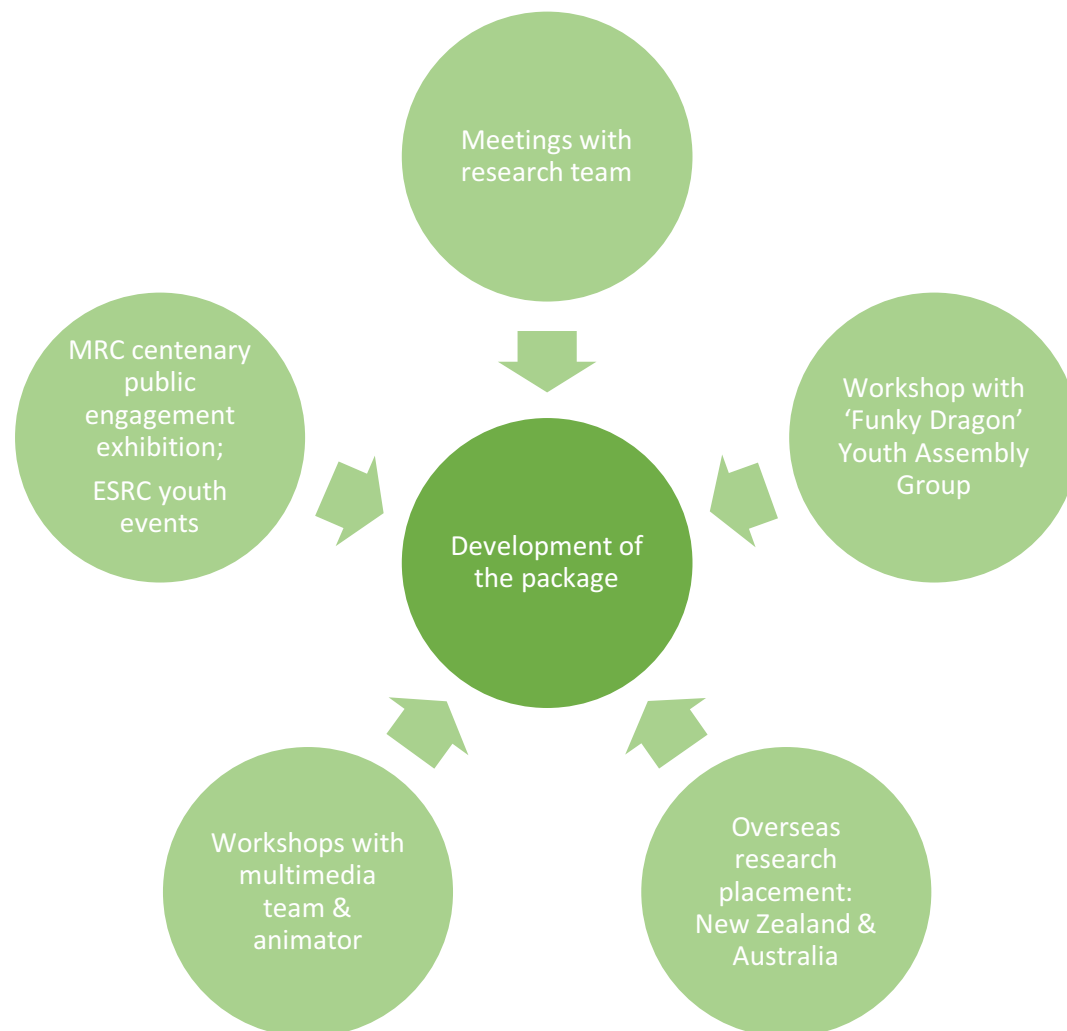 Meetings with
research team
MRC centenary
public
engagement
exhibition;
ESRC youth
events
Workshop with
‘Funky Dragon’
Youth Assembly
Group
Development of
the package
Workshops with
multimedia
team &
animator
Overseas
research
placement:
New Zealand &
Australia